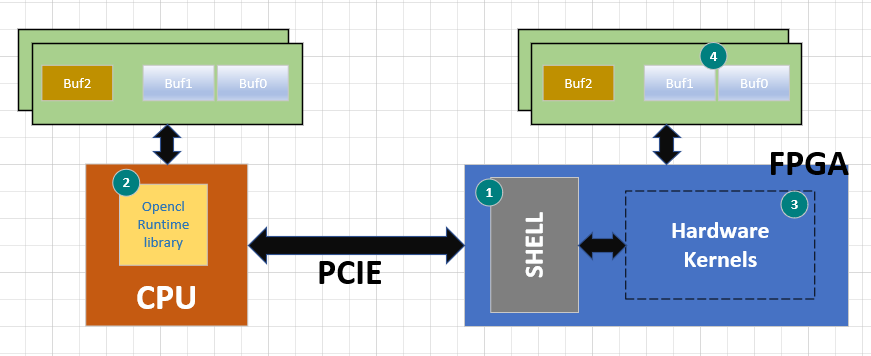 4
Buf2
Buf1
Buf0
Buf2
Buf1
Buf0
FPGA
2
1
3
Opencl
Runtime
library
SHELL
Hardware
Kernels
PCIE
CPU